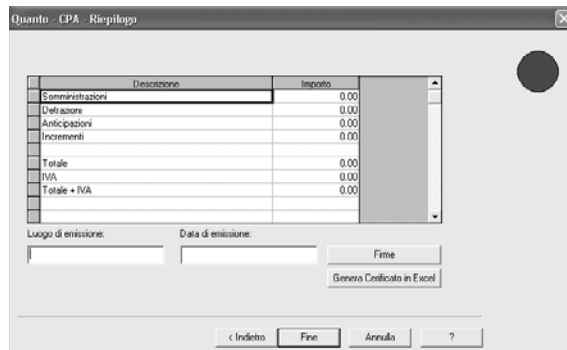 Quanto - CPA - Riepilogo
Descrizione Importo
Somministrazioni 0.00
Detrazioni 0.00
Anticipazioni 0.00
Incrementi 0.00
Totale 0.00
IVA 0.00
Totale + IVA 0.00
Luogo di emissione: Data di emissione:
Firme
Genera Cerificato in Excel
< Indietro Fine Annulla ?